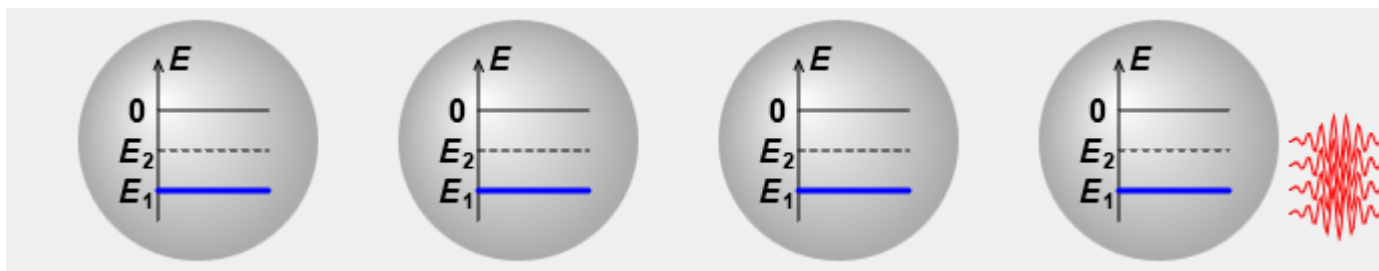 E E E E
0 0 0 0
E₂ E₂ E₂ E₂
E₁ E₁ E₁ E₁